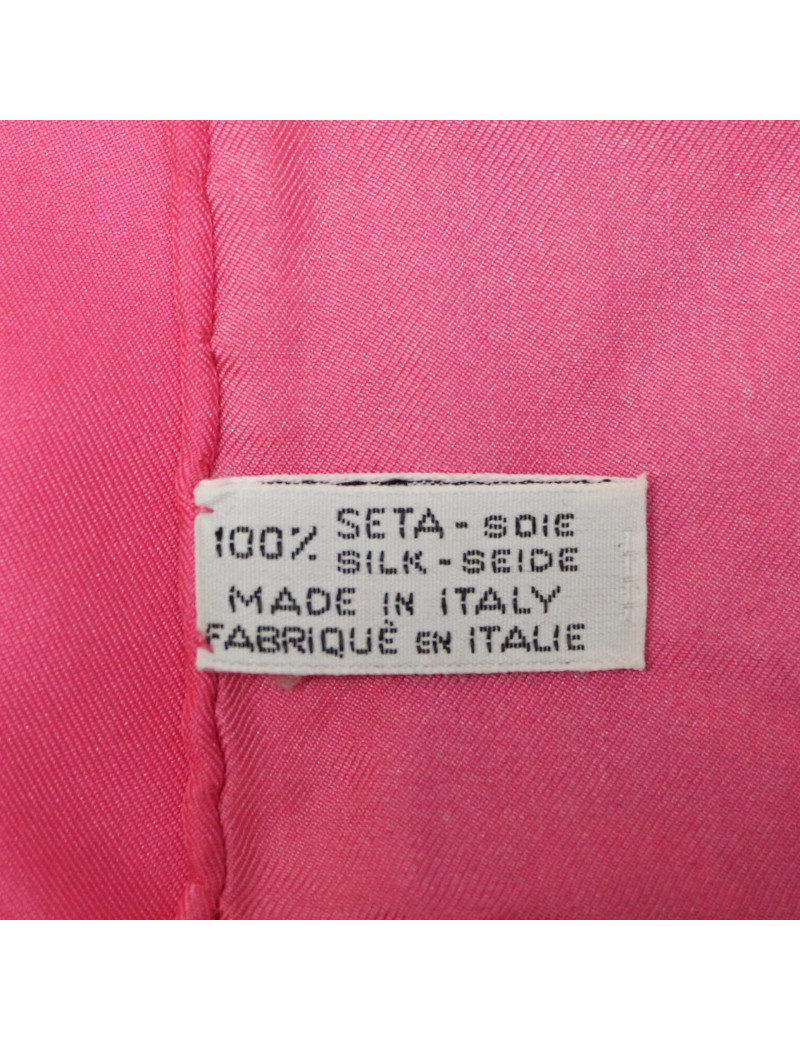 100% SETA - SOIE
SILK - SEIDE
MADE IN ITALY
FABRIQUÈ EN ITALIE